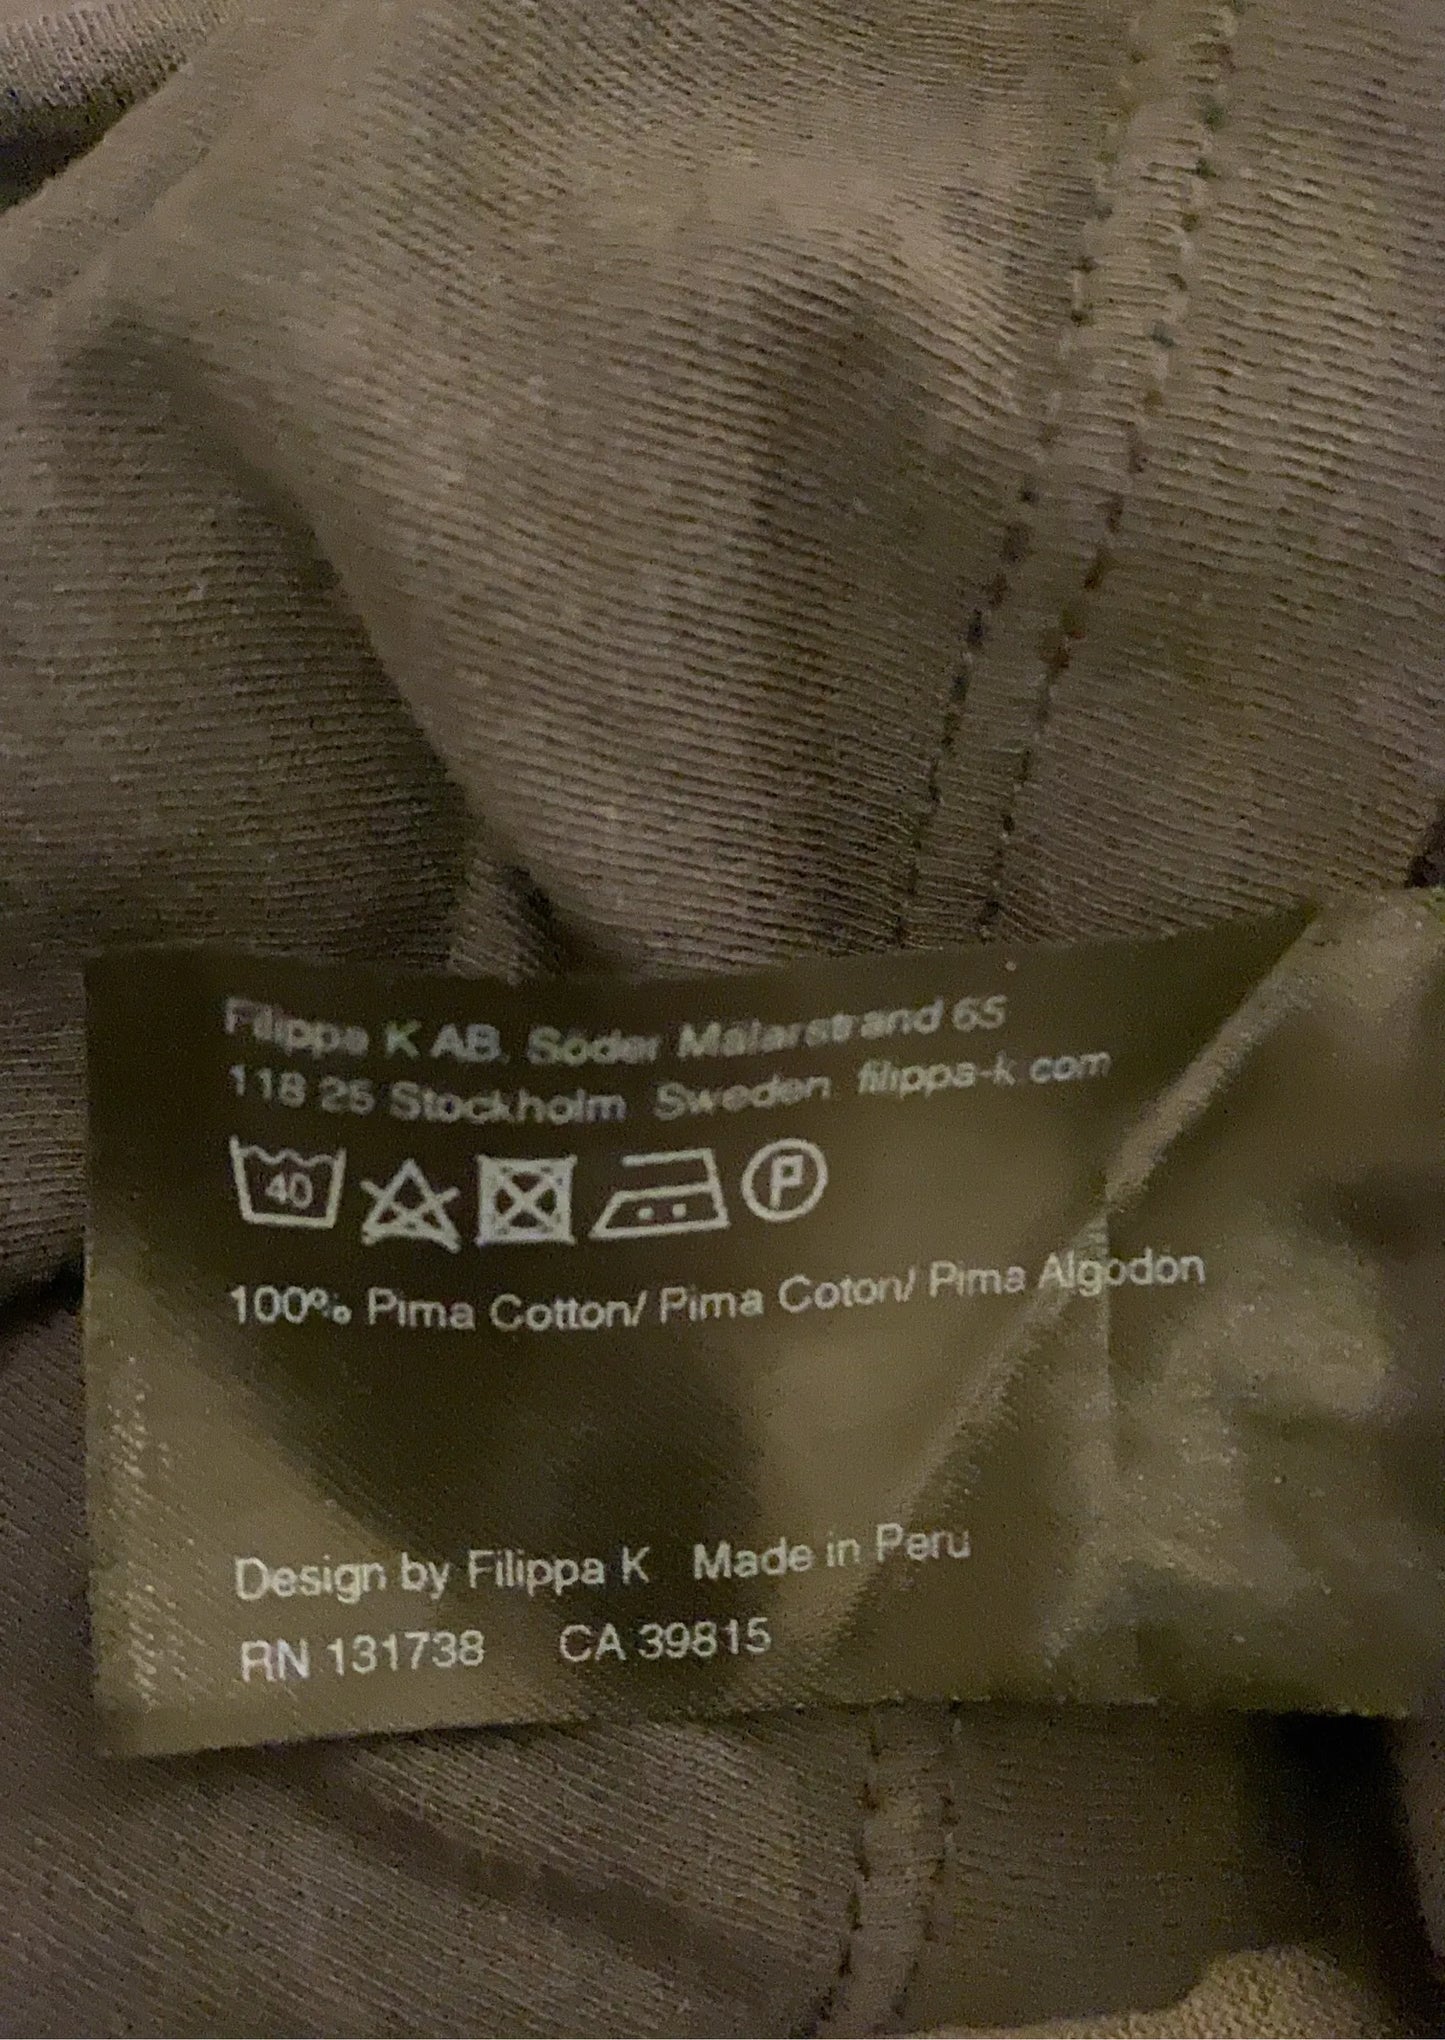 Filippa K AB, Söder Mälarstrand 65
118 25 Stockholm Sweden filippa-k.com
40 P
100% Pima Cotton/ Pima Coton/ Pima Algodón
Design by Filippa K Made in Peru
RN 131738 CA 39815